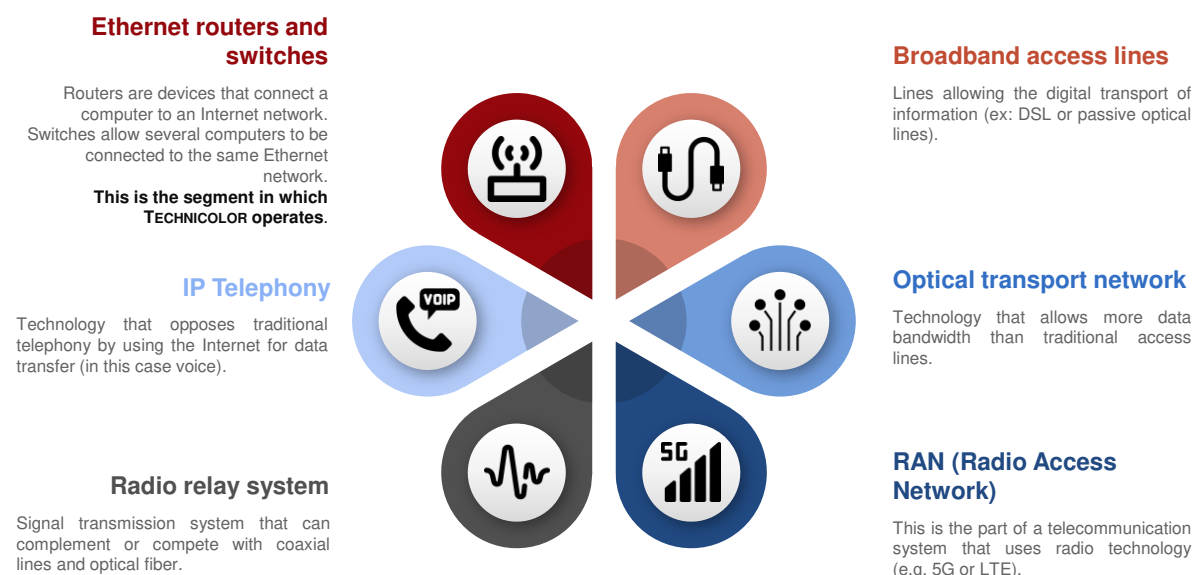 Ethernet routers and
switches
Routers are devices that connect a
computer to an Internet network.
Switches allow several computers to be
connected to the same Ethernet
network.
This is the segment in which
TECHNICOLOR operates.
IP Telephony
Technology that opposes traditional
telephony by using the Internet for data
transfer (in this case voice).
Radio relay system
Signal transmission system that can
complement or compete with coaxial
lines and optical fiber.
VOIP
5G
Broadband access lines
Lines allowing the digital transport of
information (ex: DSL or passive optical
lines).
Optical transport network
Technology that allows more data
bandwidth than traditional access
lines.
RAN (Radio Access
Network)
This is the part of a telecommunication
system that uses radio technology
(e.g. 5G or LTE).